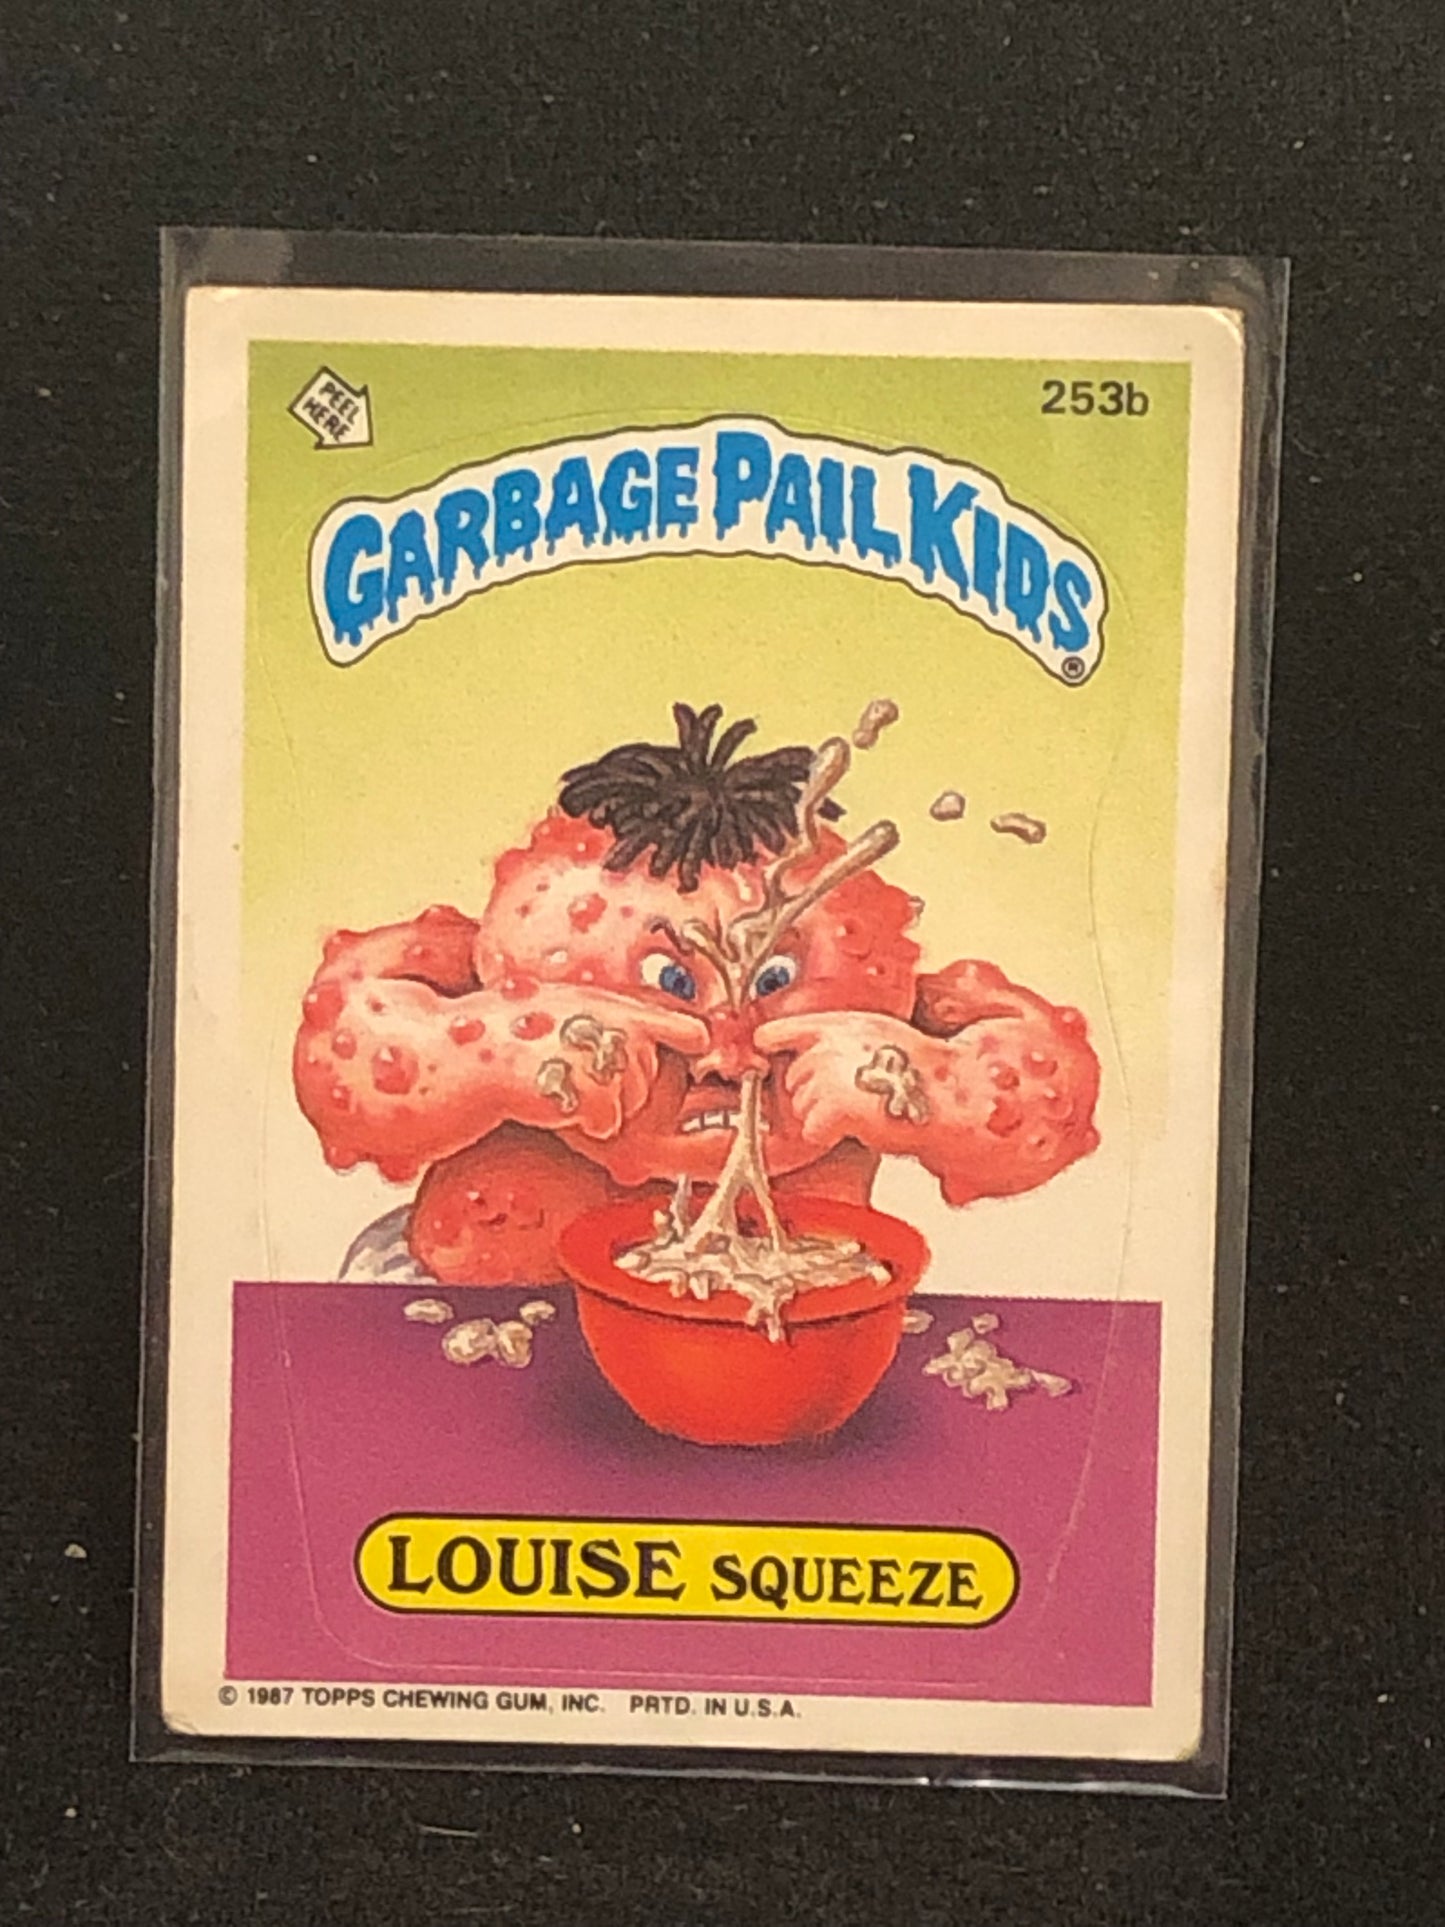 PEEL
HERE
253b
GARBAGE PAIL KIDS
®
LOUISE SQUEEZE
© 1987 TOPPS CHEWING GUM, INC. PRTD. IN U.S.A.